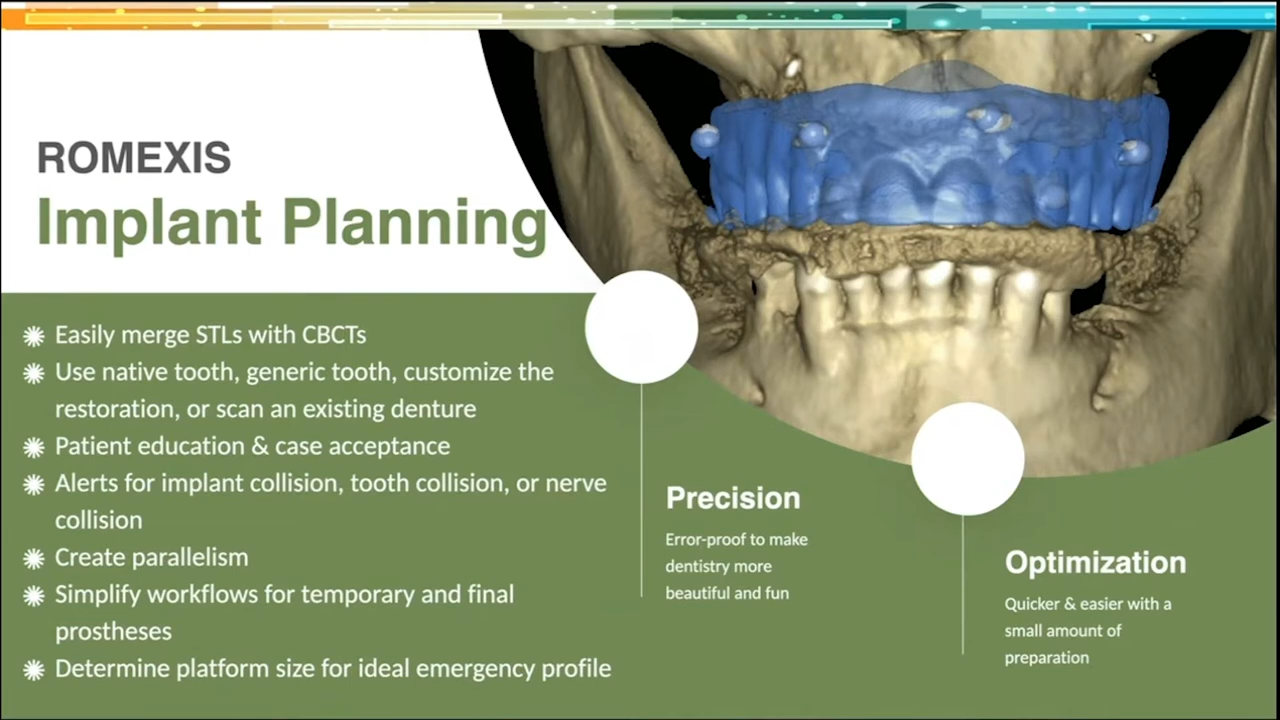 ROMEXIS
Implant Planning
Easily merge STLs with CBCTs
Use native tooth, generic tooth, customize the
restoration, or scan an existing denture
Patient education & case acceptance
Alerts for implant collision, tooth collision, or nerve
collision
Create parallelism
Simplify workflows for temporary and final
prostheses
Determine platform size for ideal emergency profile
Precision
Error-proof to make
dentistry more
beautiful and fun
Optimization
Quicker & easier with a
small amount of
preparation